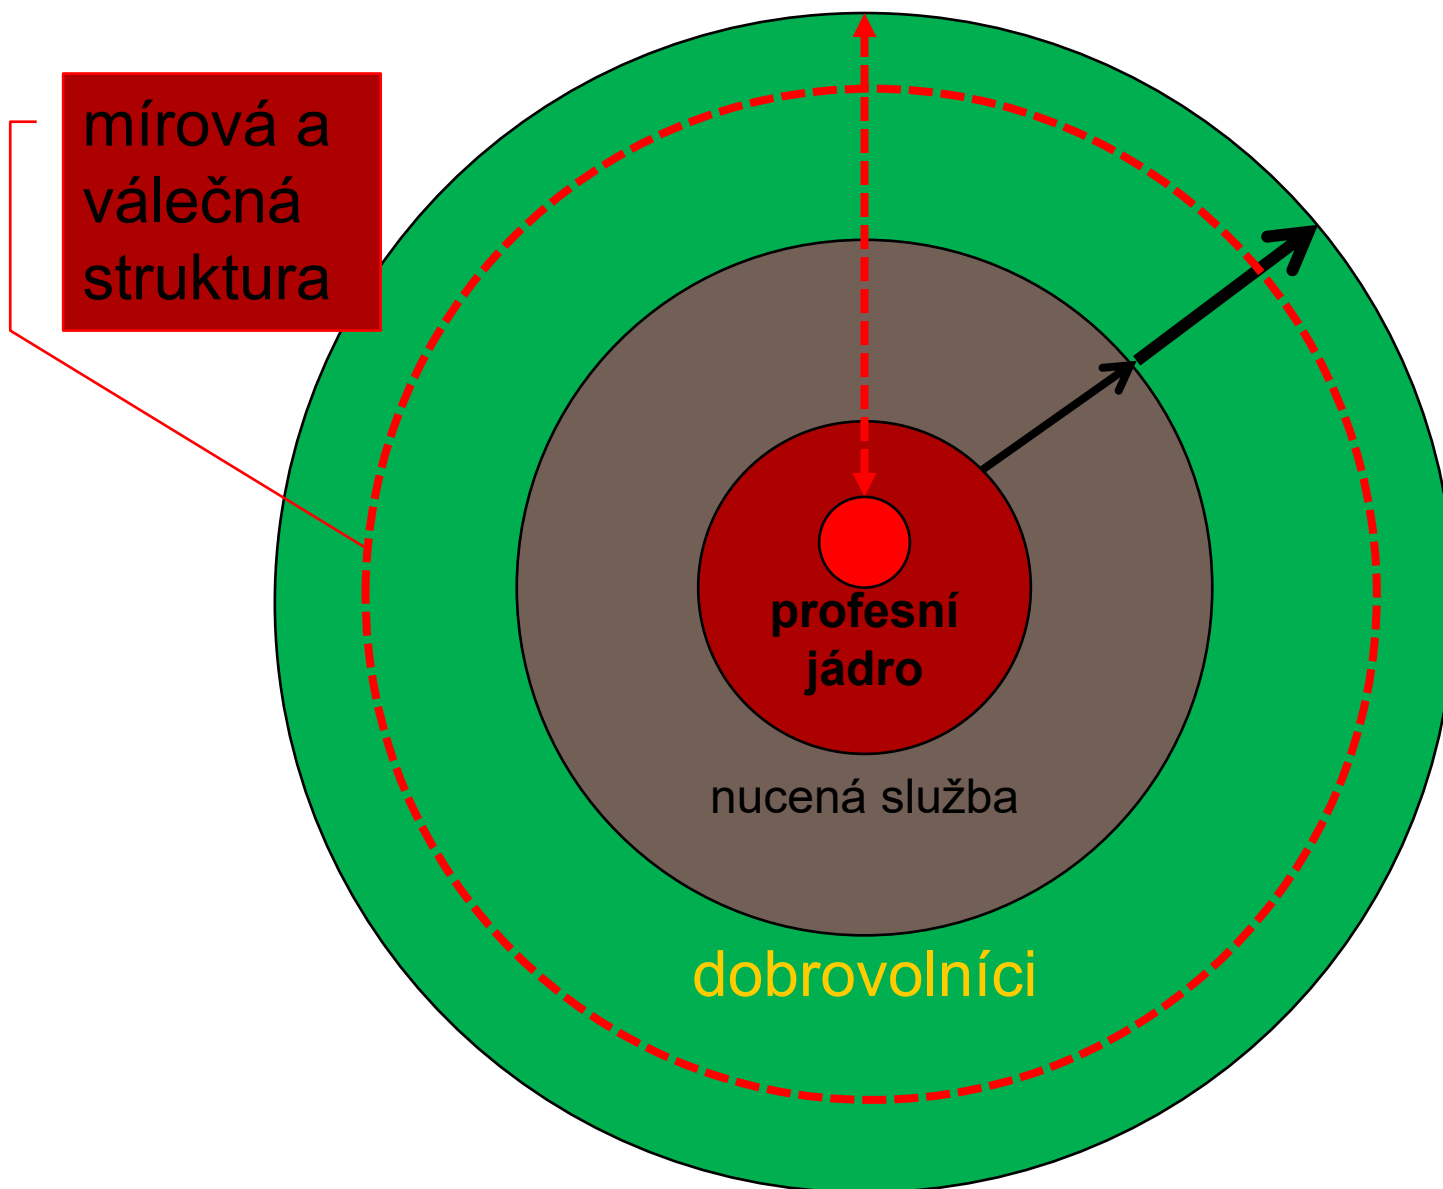 mírová a
válečná
struktura
profesní
jádro
nucená služba
dobrovolníci